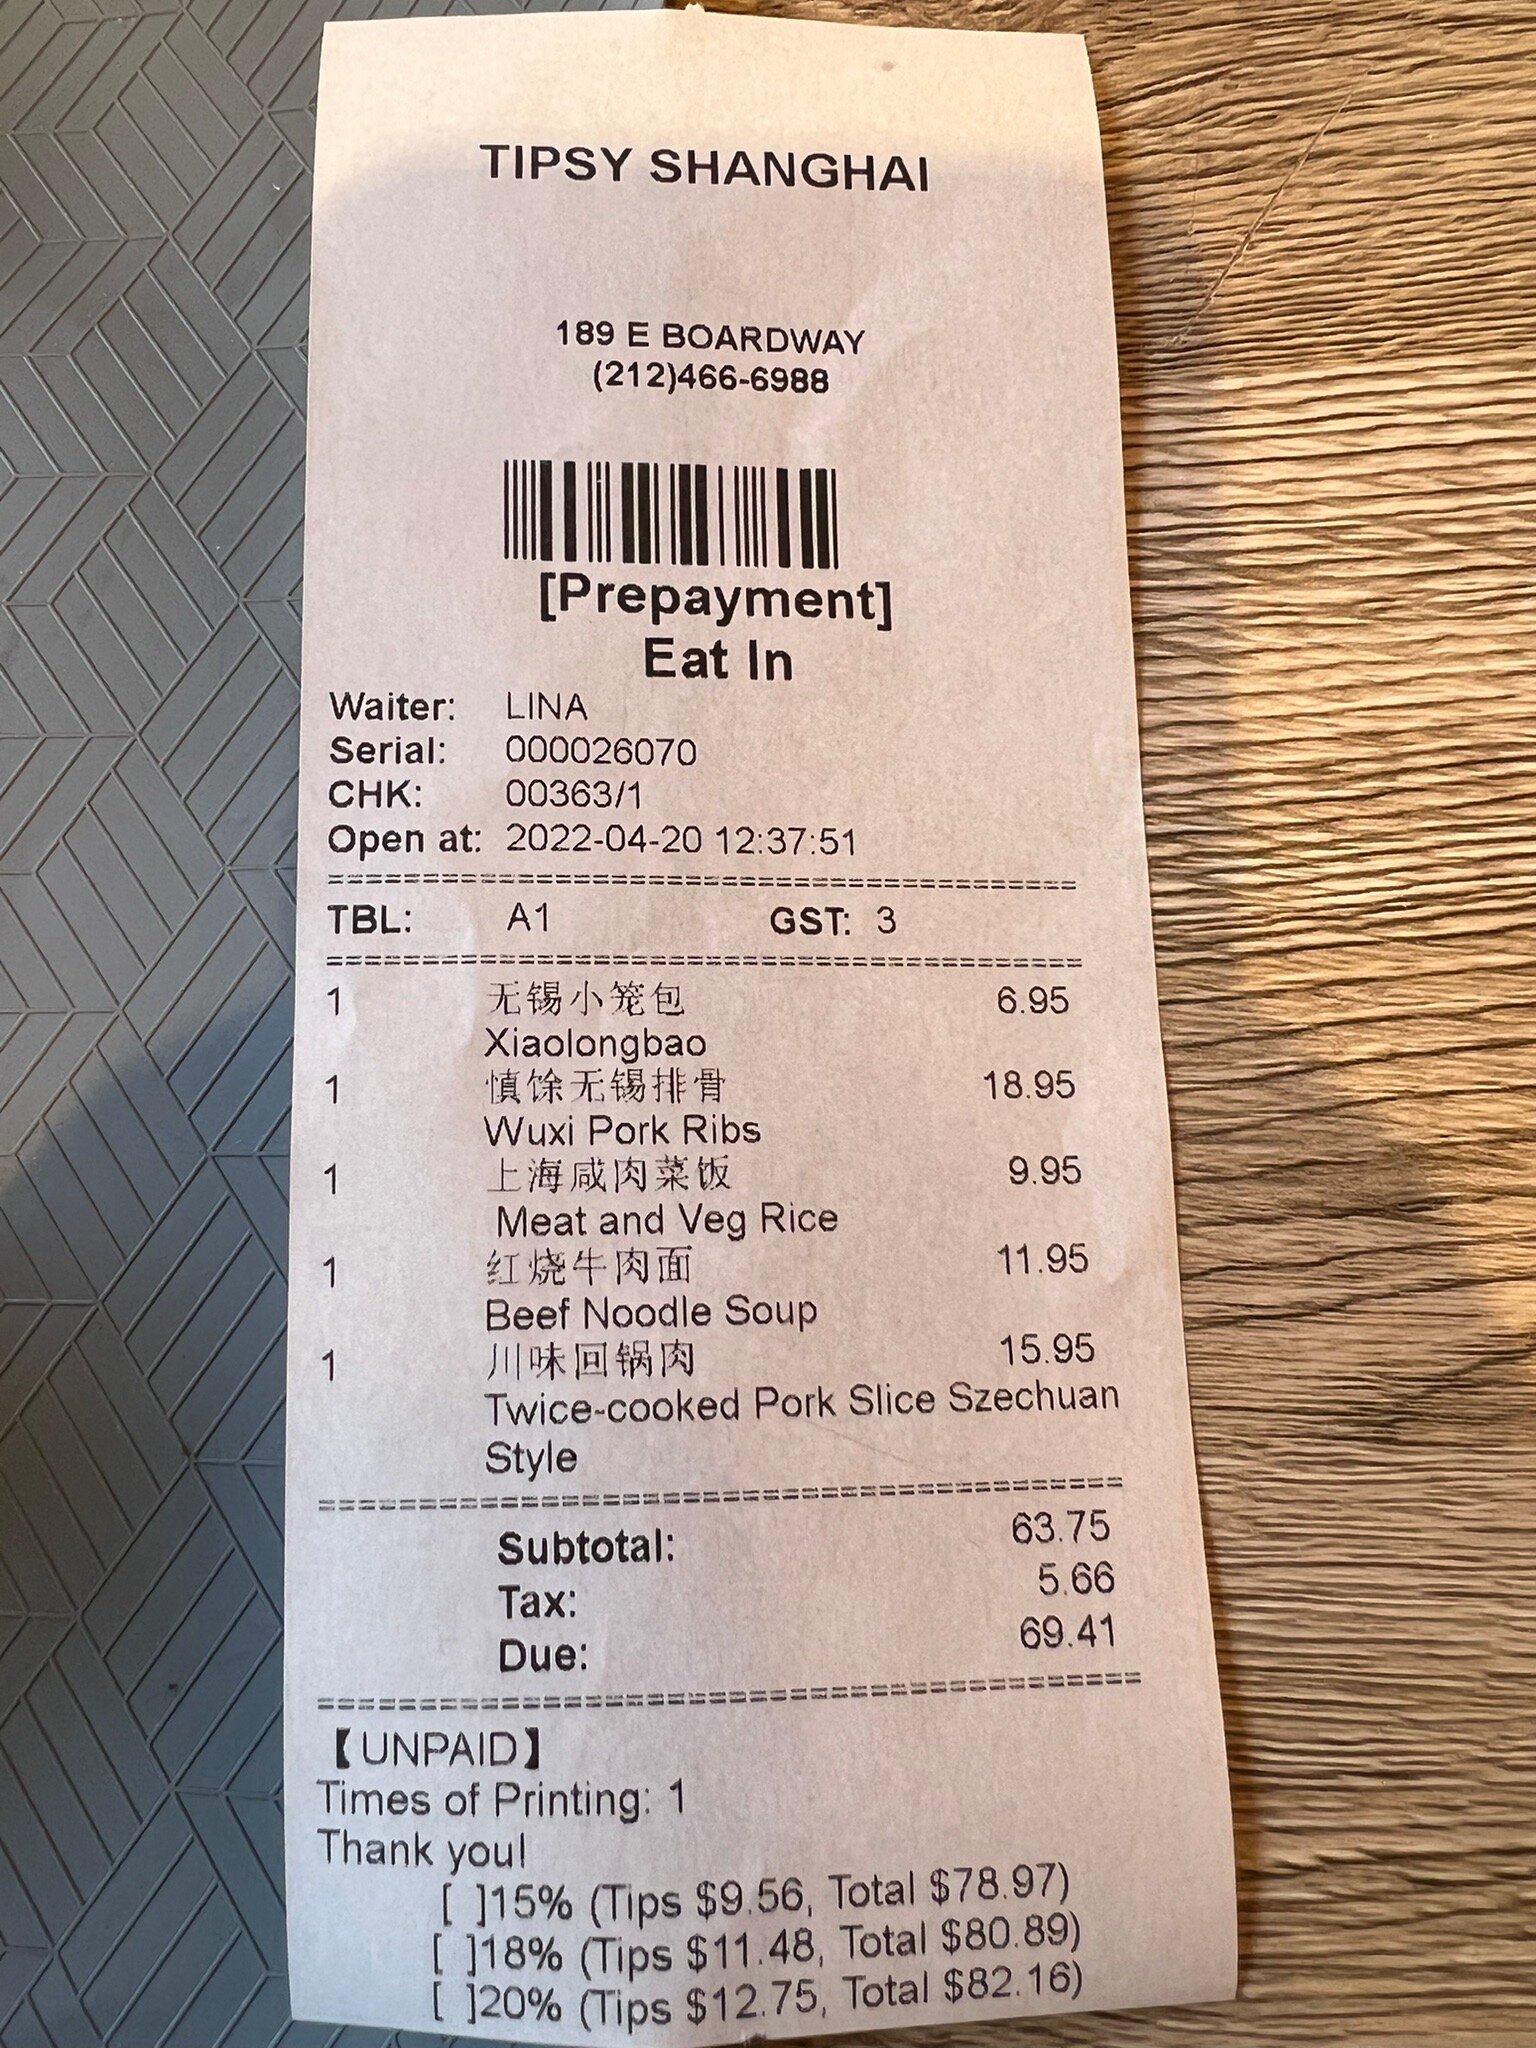 TIPSY SHANGHAI
189 E BOARDWAY
(212)466-6988
[Prepayment]
Eat In
Waiter: LINA
Serial: 000026070
CHK: 00363/1
Open at: 2022-04-20 12:37:51
TBL: A1 GST: 3
1 无锡小笼包 6.95
Xiaolongbao
1 慎馀无锡排骨 18.95
Wuxi Pork Ribs
1 上海咸肉菜饭 9.95
Meat and Veg Rice
1 红烧牛肉面 11.95
Beef Noodle Soup
1 川味回锅肉 15.95
Twice-cooked Pork Slice Szechuan
Style
Subtotal: 63.75
Tax: 5.66
Due: 69.41
【UNPAID】
Times of Printing: 1
Thank you!
[ ]15% (Tips $9.56, Total $78.97)
[ ]18% (Tips $11.48, Total $80.89)
[ ]20% (Tips $12.75, Total $82.16)